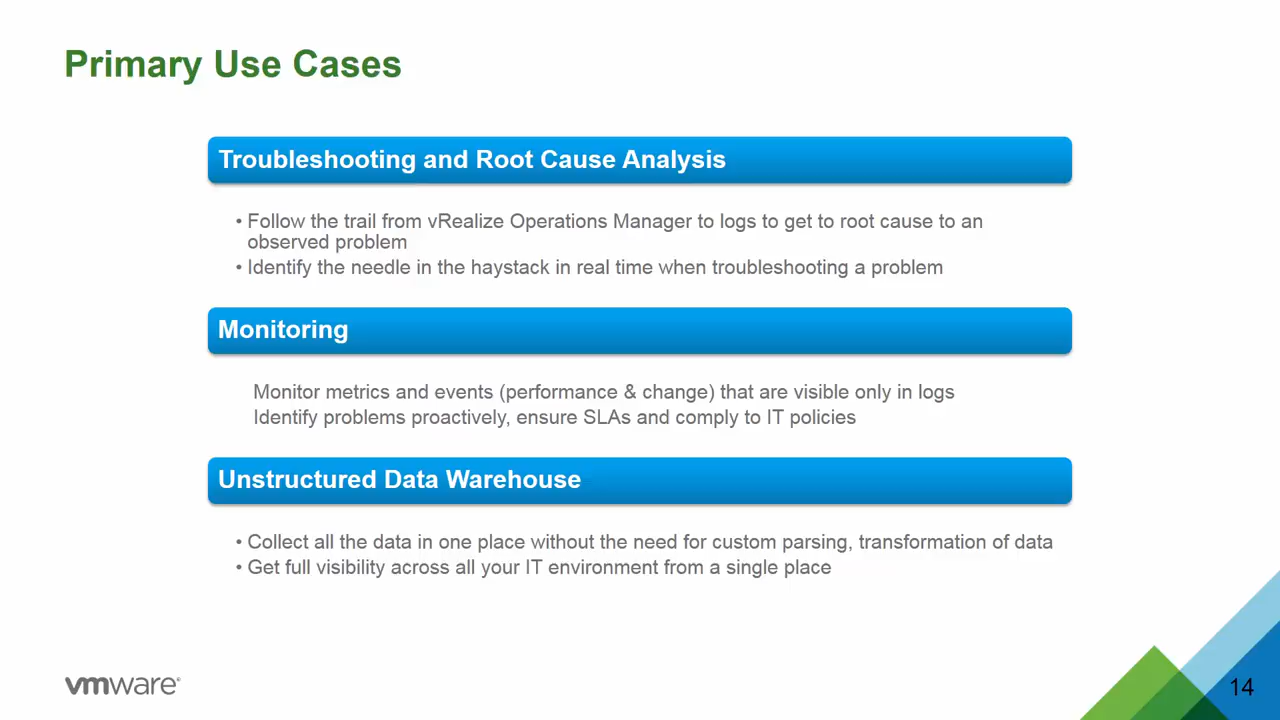 Primary Use Cases
Troubleshooting and Root Cause Analysis
• Follow the trail from vRealize Operations Manager to logs to get to root cause to an
observed problem
• Identify the needle in the haystack in real time when troubleshooting a problem
Monitoring
Monitor metrics and events (performance & change) that are visible only in logs
Identify problems proactively, ensure SLAs and comply to IT policies
Unstructured Data Warehouse
• Collect all the data in one place without the need for custom parsing, transformation of data
• Get full visibility across all your IT environment from a single place
vmware®
14